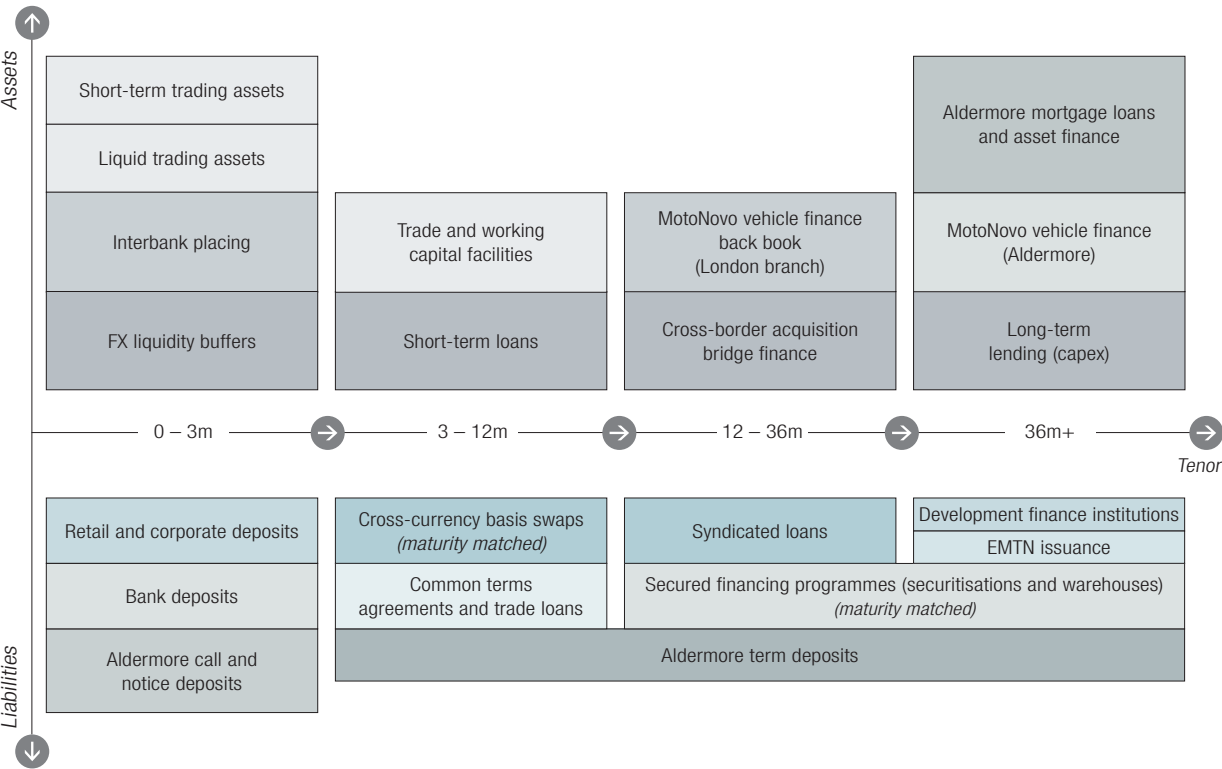 Assets
Short-term trading assets
Liquid trading assets
Interbank placing
FX liquidity buffers
Trade and working
capital facilities
Short-term loans
MotoNovo vehicle finance
back book
(London branch)
Cross-border acquisition
bridge finance
Aldermore mortgage loans
and asset finance
MotoNovo vehicle finance
(Aldermore)
Long-term
lending (capex)
0 – 3m
3 – 12m
12 – 36m
36m+
Tenor
Liabilities
Retail and corporate deposits
Bank deposits
Aldermore call and
notice deposits
Cross-currency basis swaps
(maturity matched)
Common terms
agreements and trade loans
Syndicated loans
Development finance institutions
EMTN issuance
Secured financing programmes (securitisations and warehouses)
(maturity matched)
Aldermore term deposits